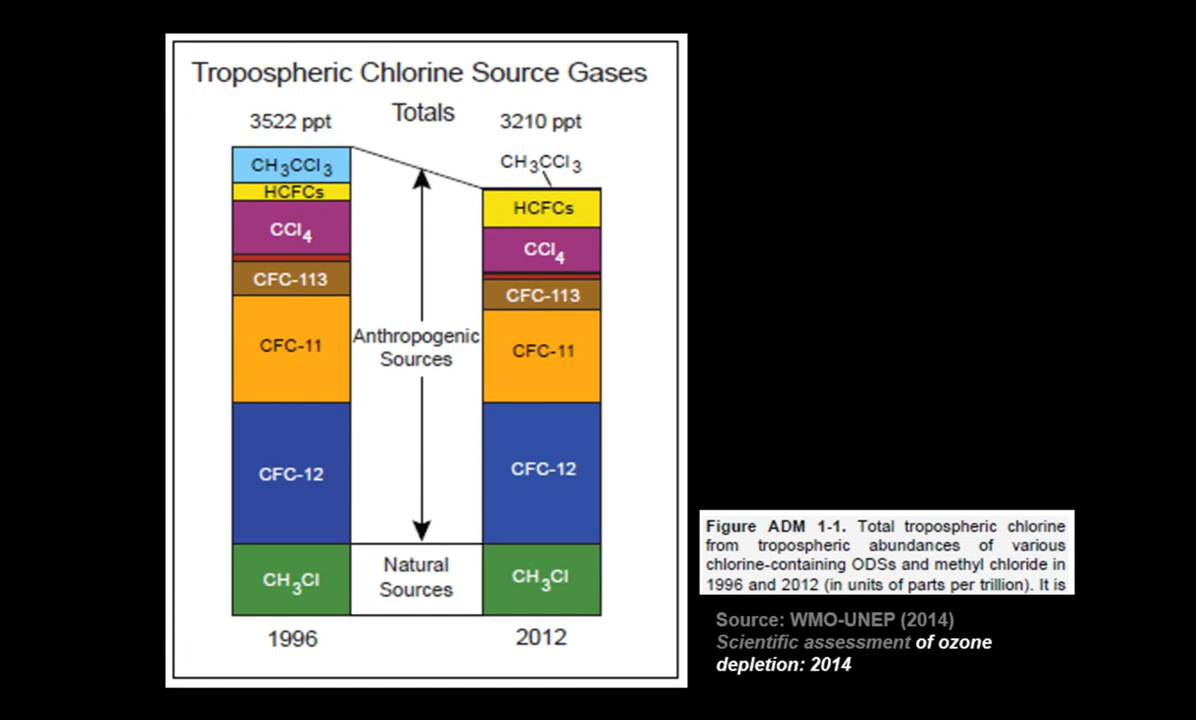 Tropospheric Chlorine Source Gases
Totals
3522 ppt
3210 ppt
CH3CCl3
HCFCs
CCl4
CFC-113
CFC-11
CFC-12
CH3Cl
1996
Anthropogenic
Sources
Natural
Sources
CH3CCl3
HCFCs
CCl4
CFC-113
CFC-11
CFC-12
CH3Cl
2012
Figure ADM 1-1. Total tropospheric chlorine
from tropospheric abundances of various
chlorine-containing ODSs and methyl chloride in
1996 and 2012 (in units of parts per trillion). It is
Source: WMO-UNEP (2014)
Scientific assessment of ozone
depletion: 2014